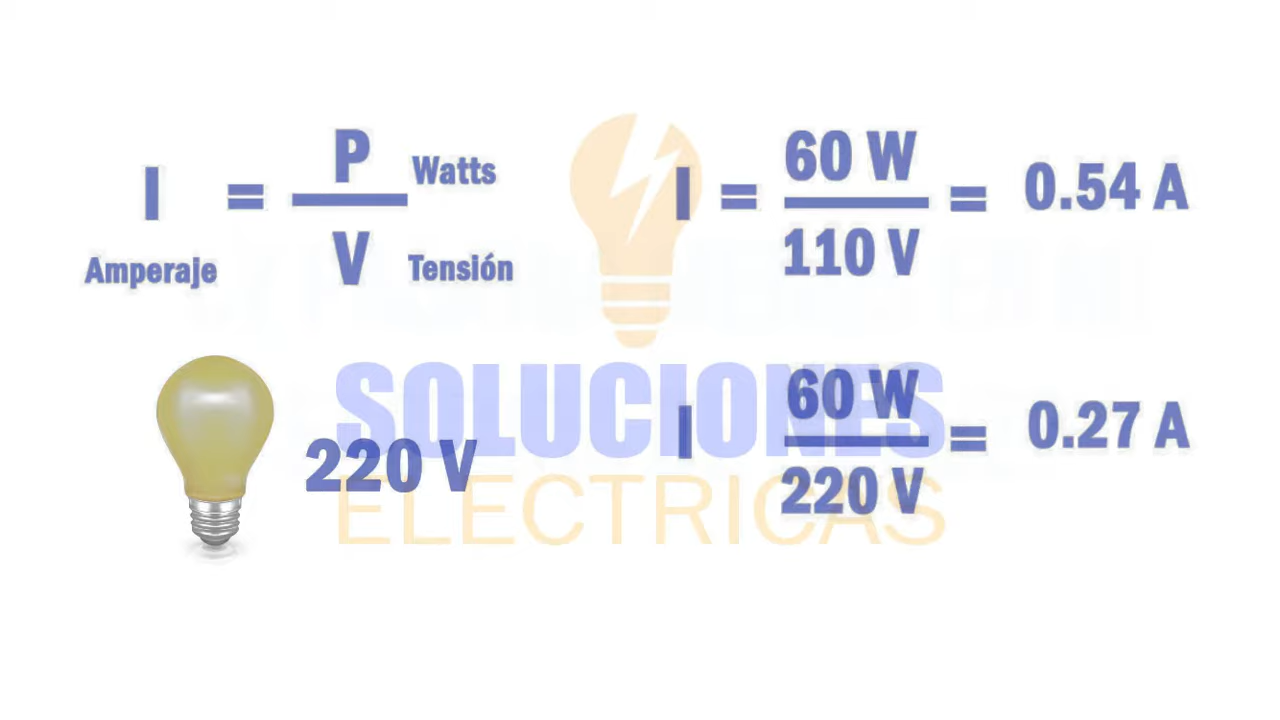 I = P Watts
V Tensión
Amperaje
I = 60 W = 0.54 A
110 V
220 V
I 60 W = 0.27 A
220 V
SOLUCIONES
ELECTRICAS